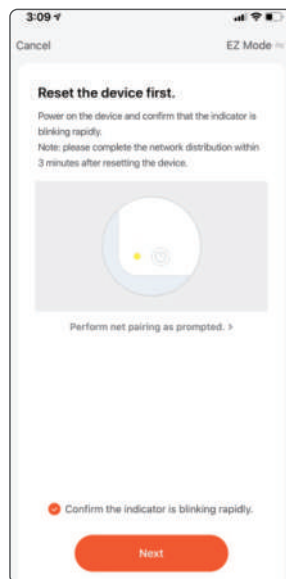 3:09
Cancel EZ Mode
Reset the device first.
Power on the device and confirm that the indicator is
blinking rapidly.
Note: please complete the network distribution within
3 minutes after resetting the device.
Perform net pairing as prompted. >
Confirm the indicator is blinking rapidly.
Next